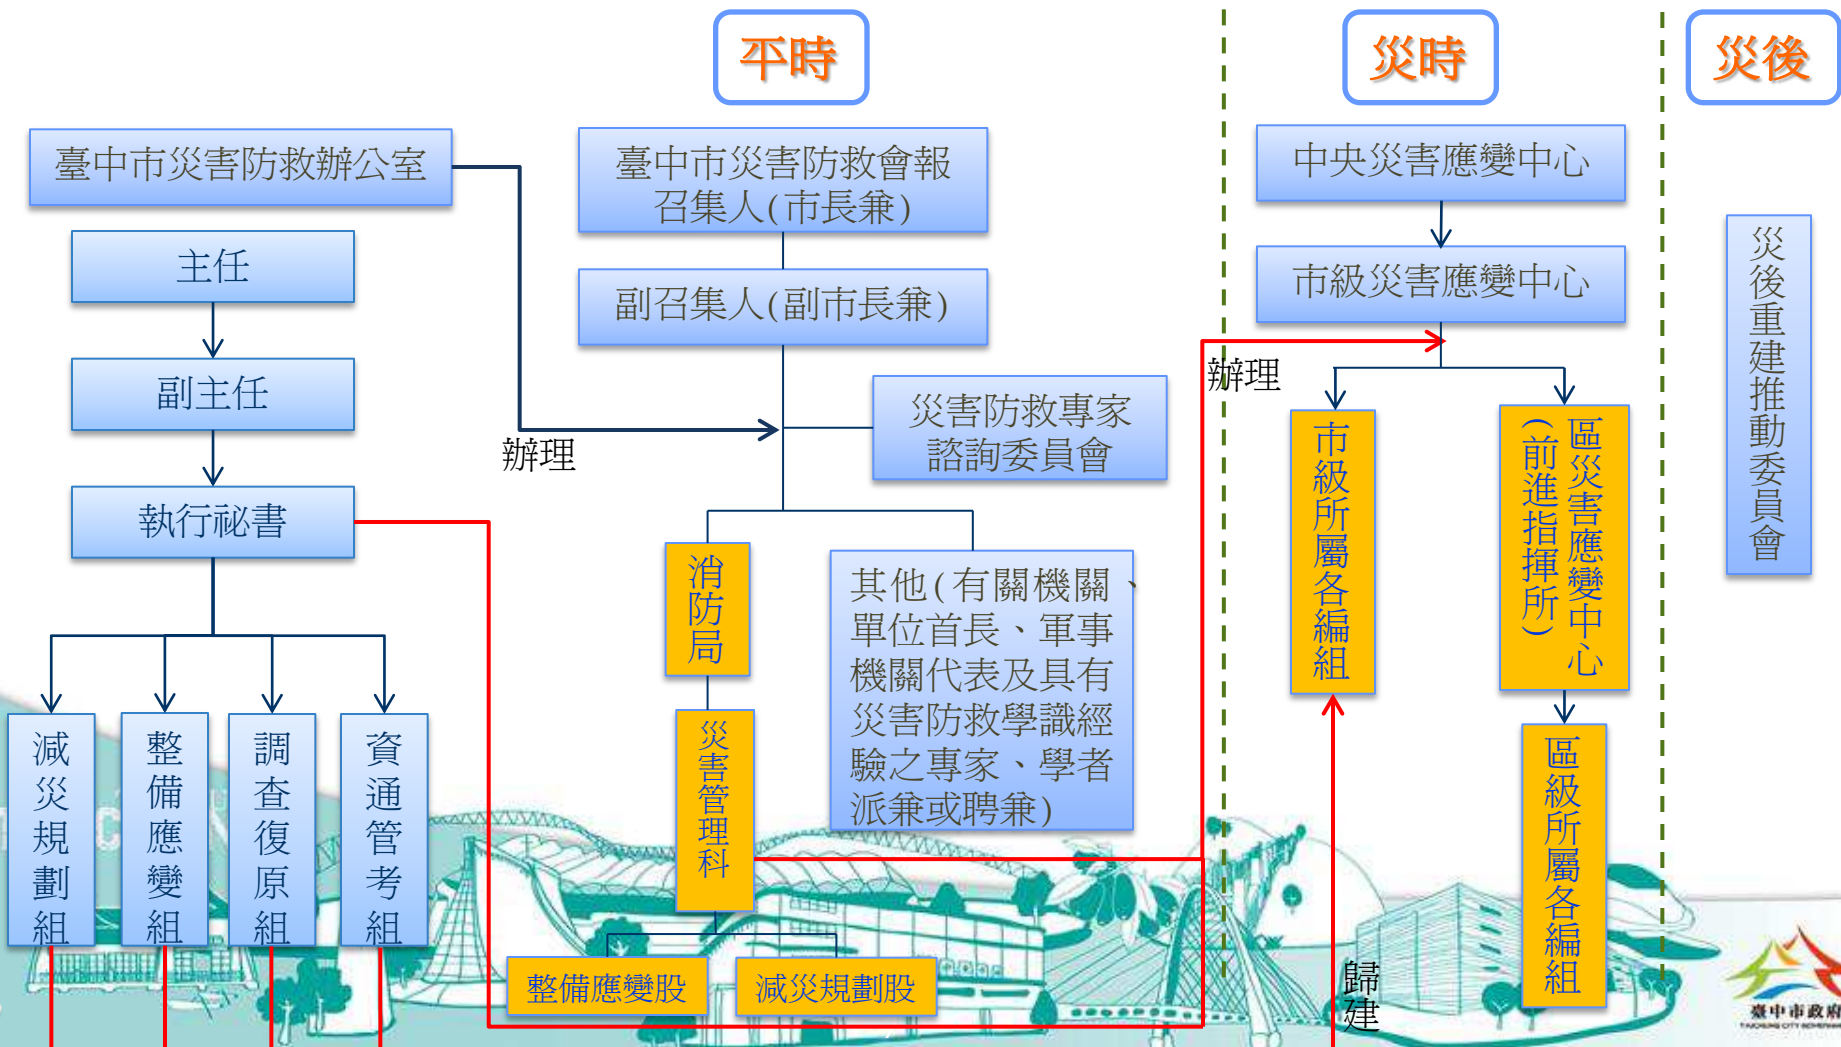 平時
災時
災後
臺中市災害防救辦公室
主任
副主任
執行祕書
減災規劃組
整備應變組
調查復原組
資通管考組
辦理
臺中市災害防救會報
召集人(市長兼)
副召集人(副市長兼)
災害防救專家
諮詢委員會
消防局
災害管理科
整備應變股
減災規劃股
其他(有關機關、
單位首長、軍事
機關代表及具有
災害防救學識經
驗之專家、學者
派兼或聘兼)
中央災害應變中心
市級災害應變中心
辦理
市級所屬各編組
區災害應變中心
(前進指揮所)
區級所屬各編組
歸建
災後重建推動委員會
臺中市政府